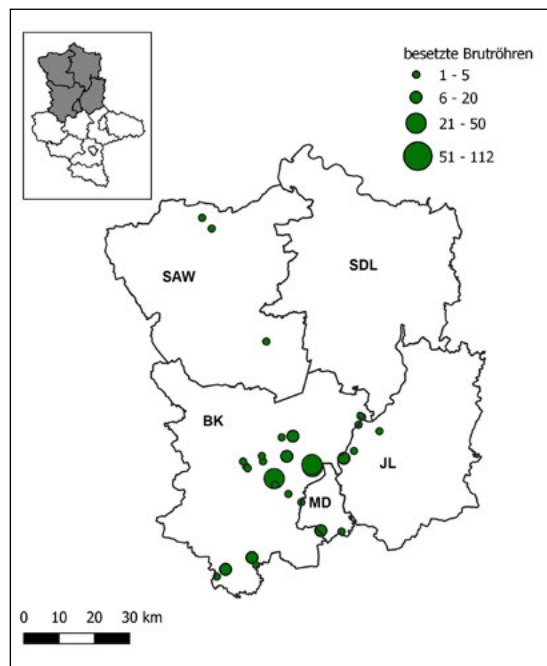 besetzte Brutröhren
1 - 5
6 - 20
21 - 50
51 - 112
SAW
SDL
BK
JL
MD
0 10 20 30 km